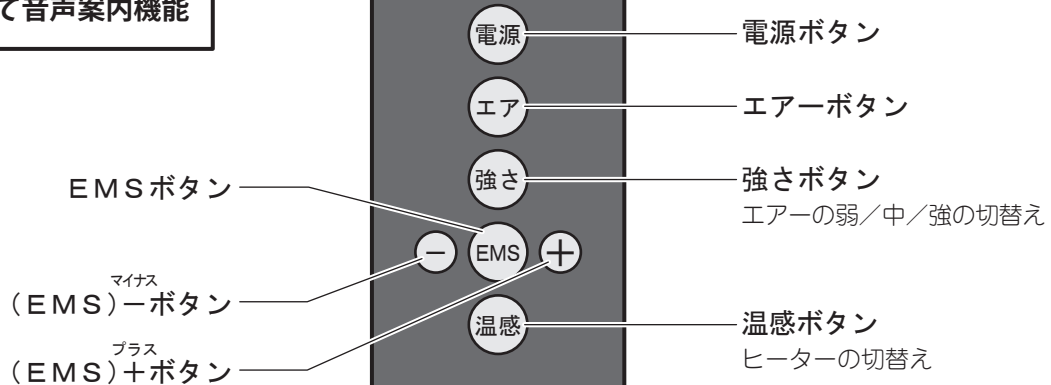 て音声案内機能
電源
電源ボタン
エア
エアーボタン
強さ
強さボタン
エアーの弱／中／強の切替え
EMSボタン
− EMS ＋
マイナス
（EMS）−ボタン
プラス
（EMS）＋ボタン
温感
温感ボタン
ヒーターの切替え